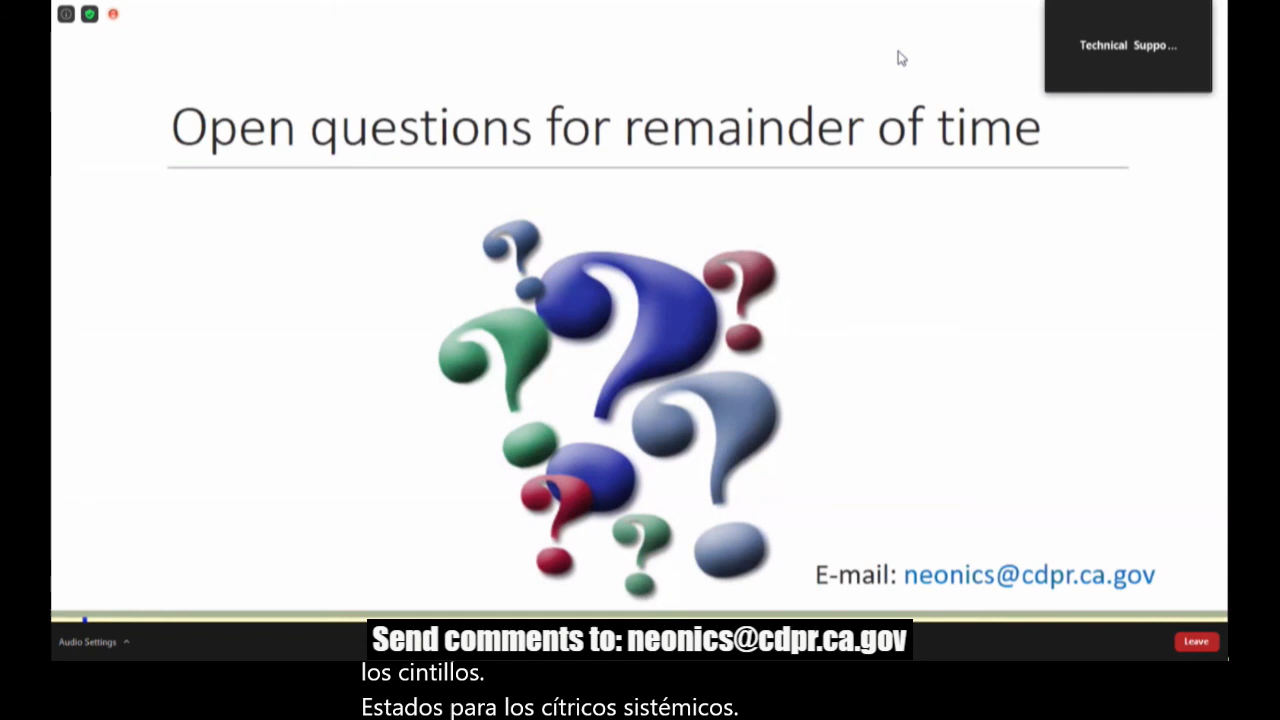 Technical Suppo...
Open questions for remainder of time
E-mail: neonics@cdpr.ca.gov
Audio Settings
Send comments to: neonics@cdpr.ca.gov
Leave
los cintillos.
Estados para los cítricos sistémicos.